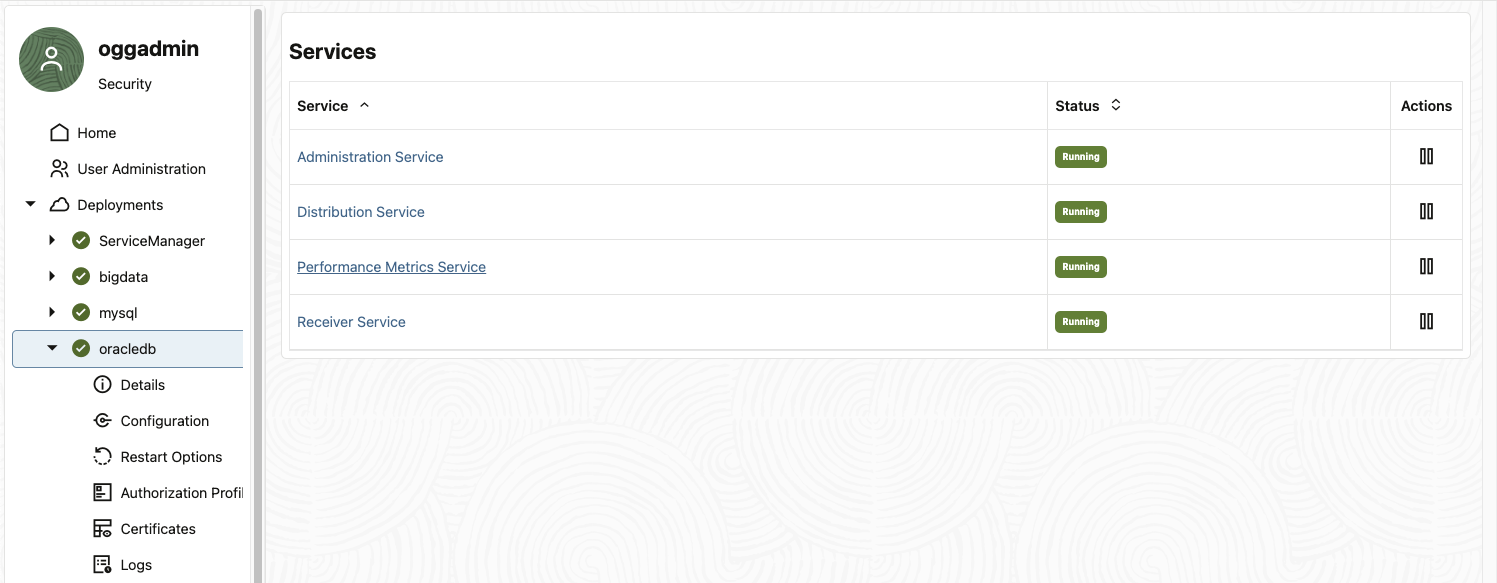 oggadmin
Security
Home
User Administration
Deployments
ServiceManager
bigdata
mysql
oracledb
Details
Configuration
Restart Options
Authorization Profil
Certificates
Logs
Services
Service Status Actions
Administration Service Running
Distribution Service Running
Performance Metrics Service Running
Receiver Service Running